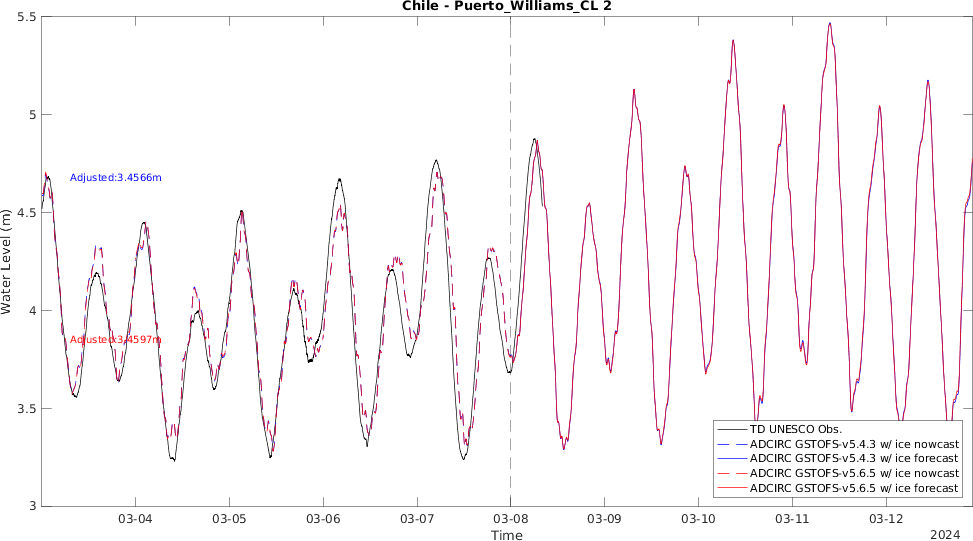 Chile - Puerto_Williams_CL 2
5.5
5
4.5
4
3.5
3
Water Level (m)
Adjusted:3.4566m
Adjusted:3.4597m
TD UNESCO Obs.
ADCIRC GSTOFS-v5.4.3 w/ ice nowcast
ADCIRC GSTOFS-v5.4.3 w/ ice forecast
ADCIRC GSTOFS-v5.6.5 w/ ice nowcast
ADCIRC GSTOFS-v5.6.5 w/ ice forecast
03-04 03-05 03-06 03-07 03-08 03-09 03-10 03-11 03-12
Time
2024